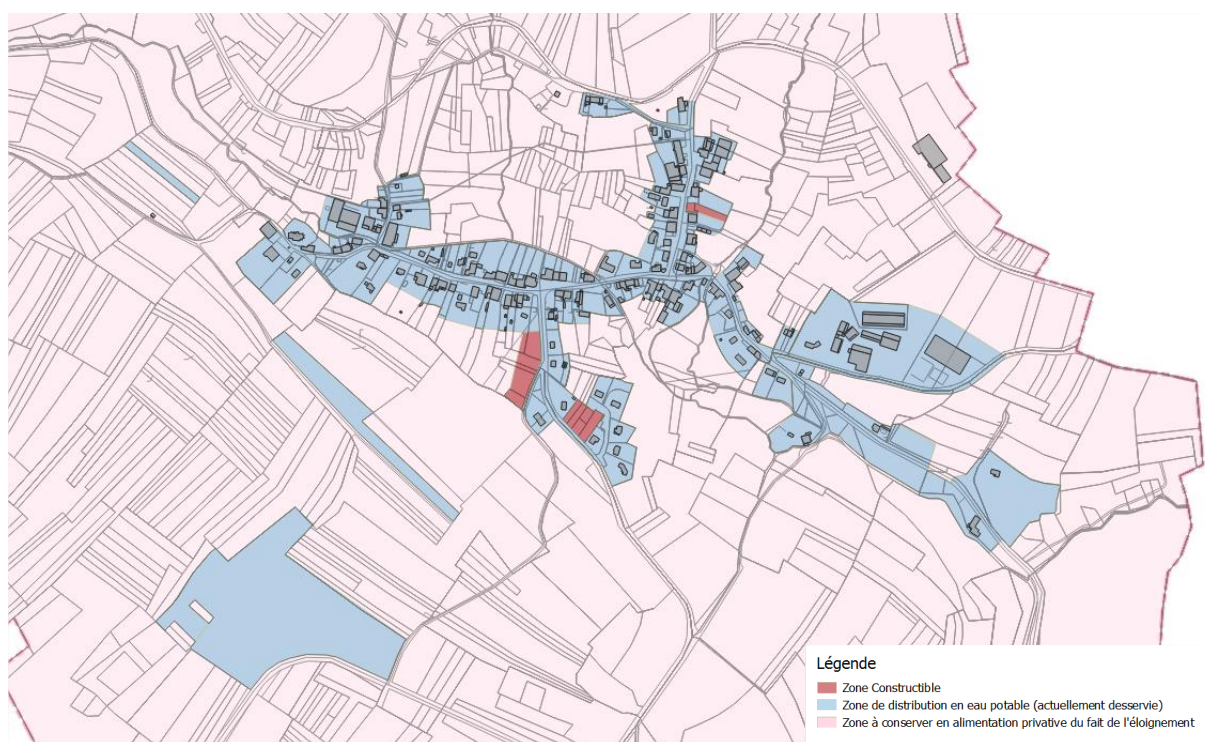 Légende
Zone Constructible
Zone de distribution en eau potable (actuellement desservie)
Zone à conserver en alimentation privative du fait de l'éloignement